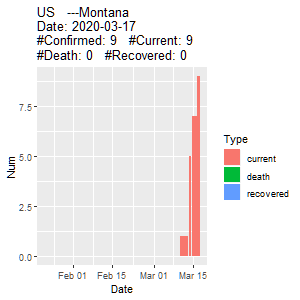 US   ---Montana
Date: 2020-03-17
#Confirmed: 9   #Current: 9
#Death: 0   #Recovered: 0
Num
7.5
5.0
2.5
0.0
Feb 01
Feb 15
Mar 01
Mar 15
Date
Type
current
death
recovered